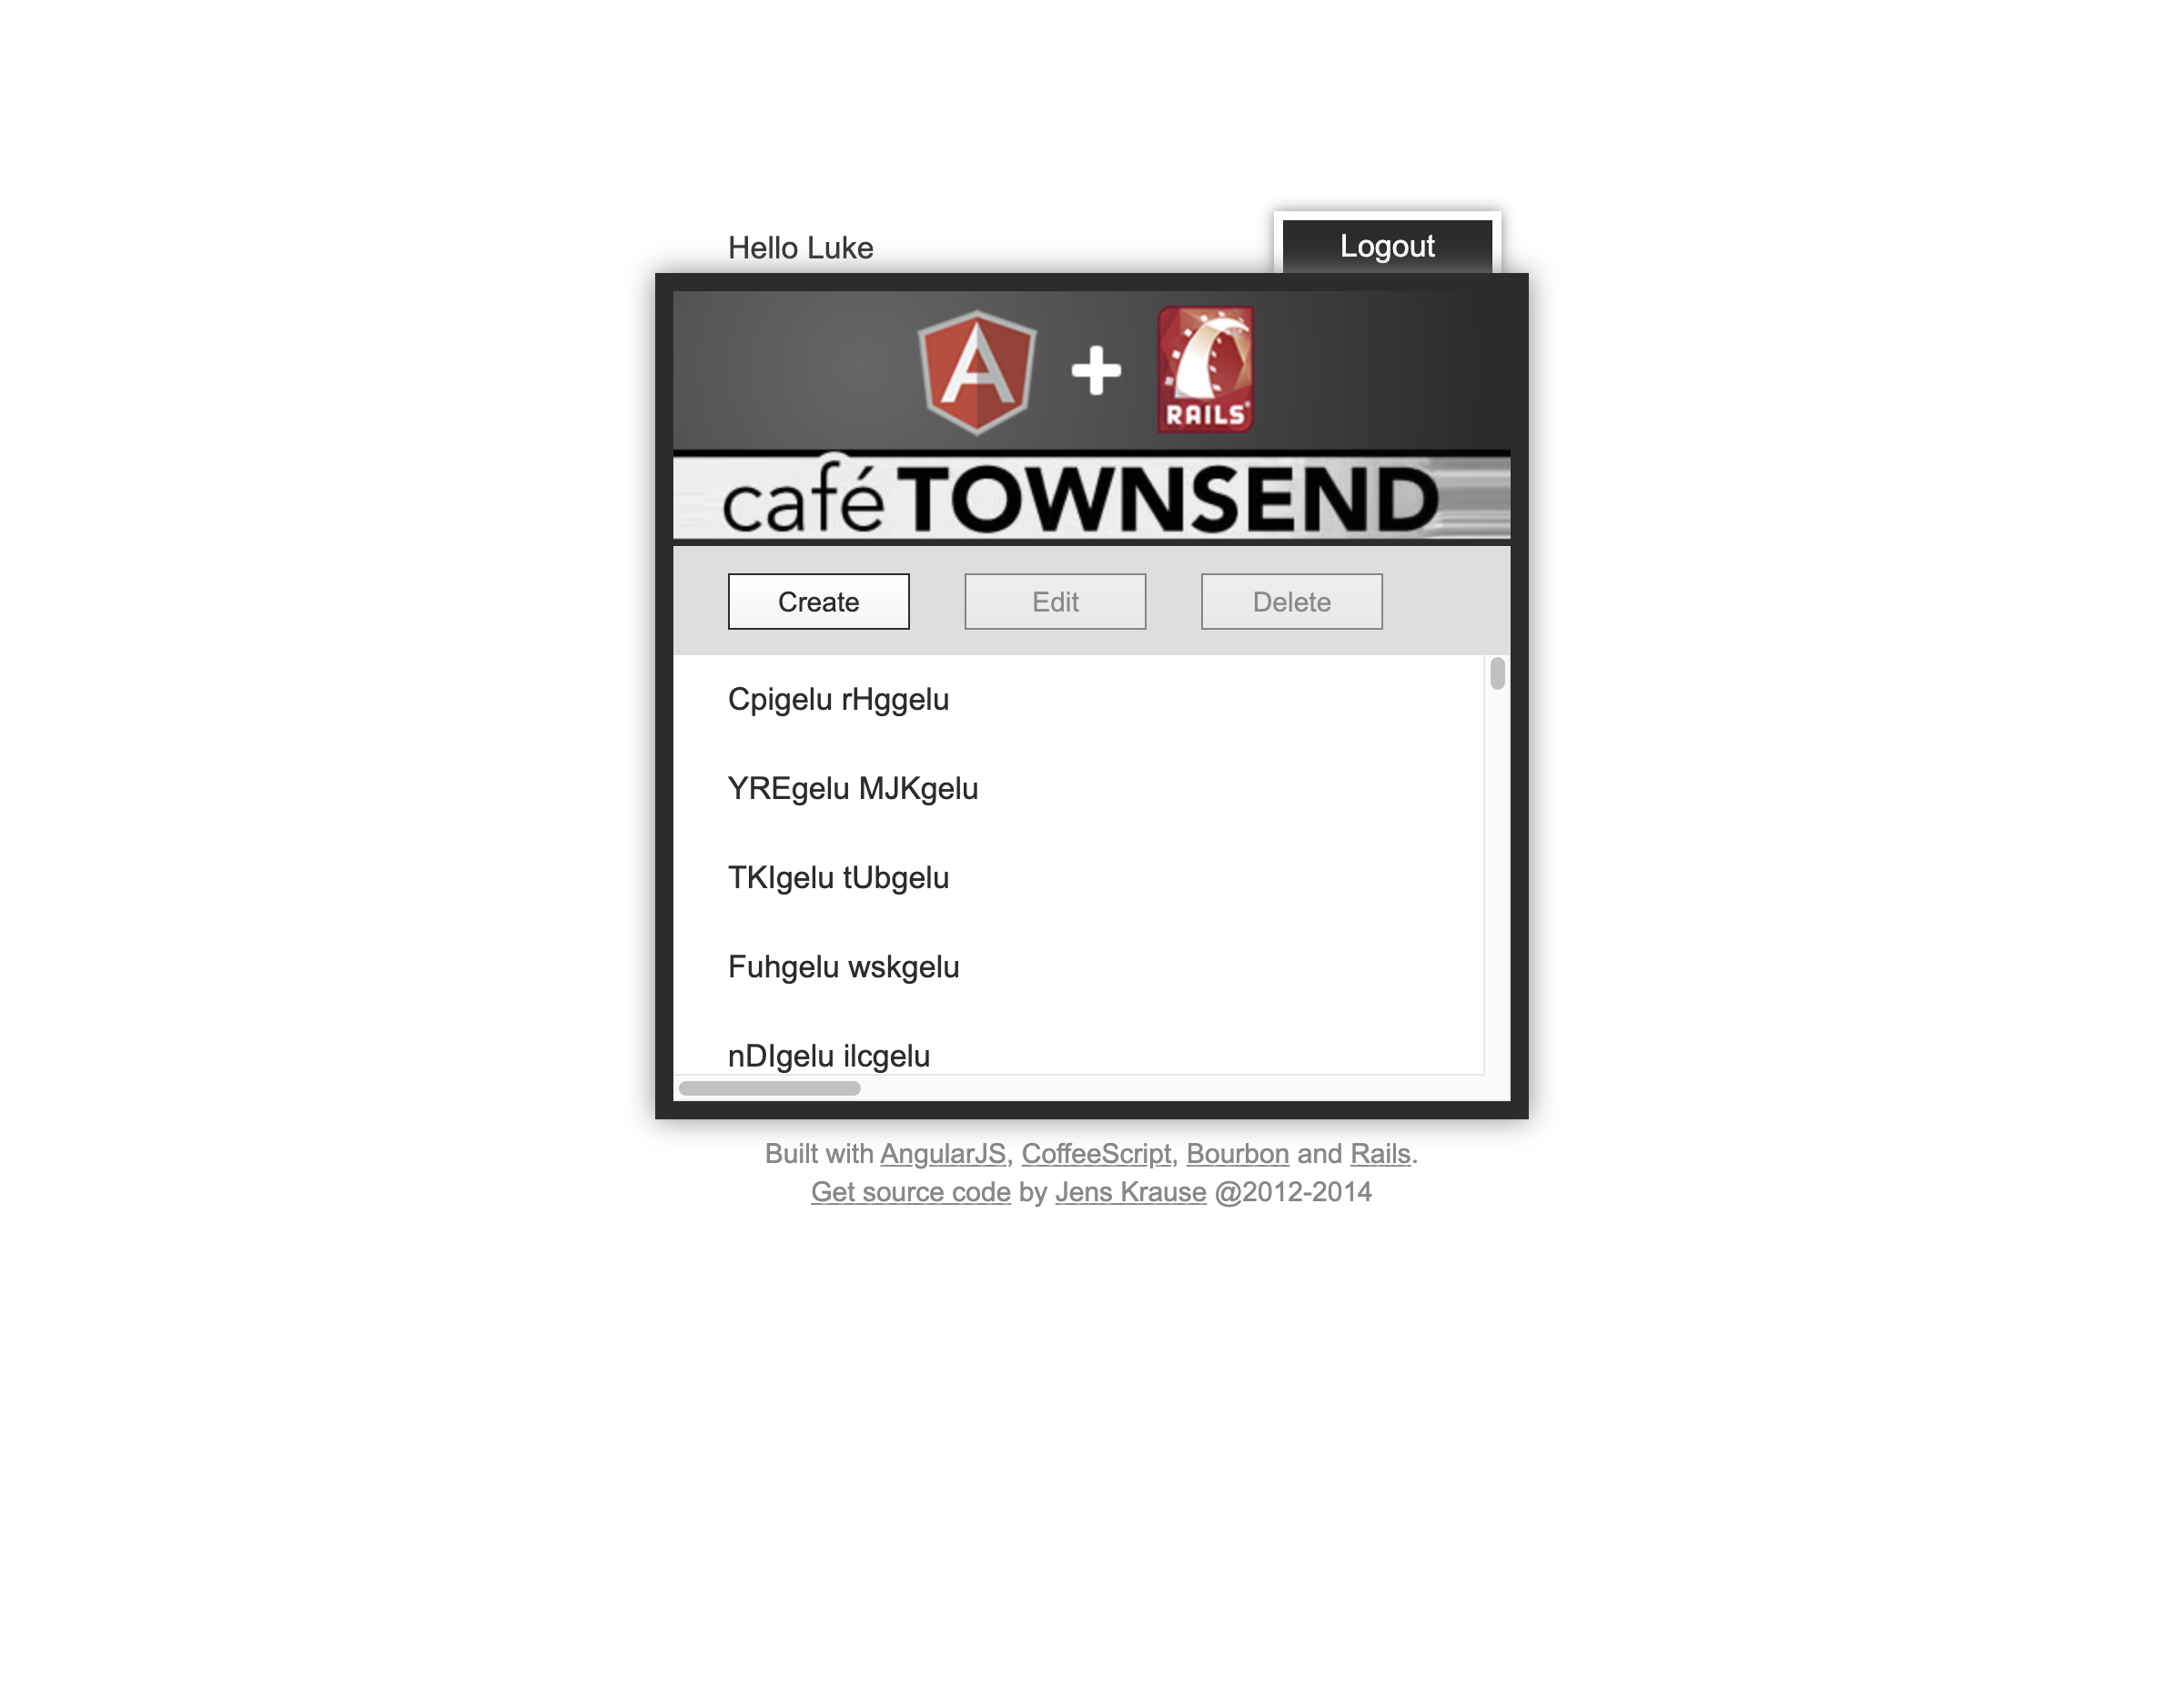 Hello Luke
Logout
A + RAILS
café TOWNSEND
Create Edit Delete
Cpigelu rHggelu
YREgelu MJKgelu
TKIgelu tUbgelu
Fuhgelu wskgelu
nDIgelu ilcgelu
Built with AngularJS, CoffeeScript, Bourbon and Rails.
Get source code by Jens Krause @2012-2014